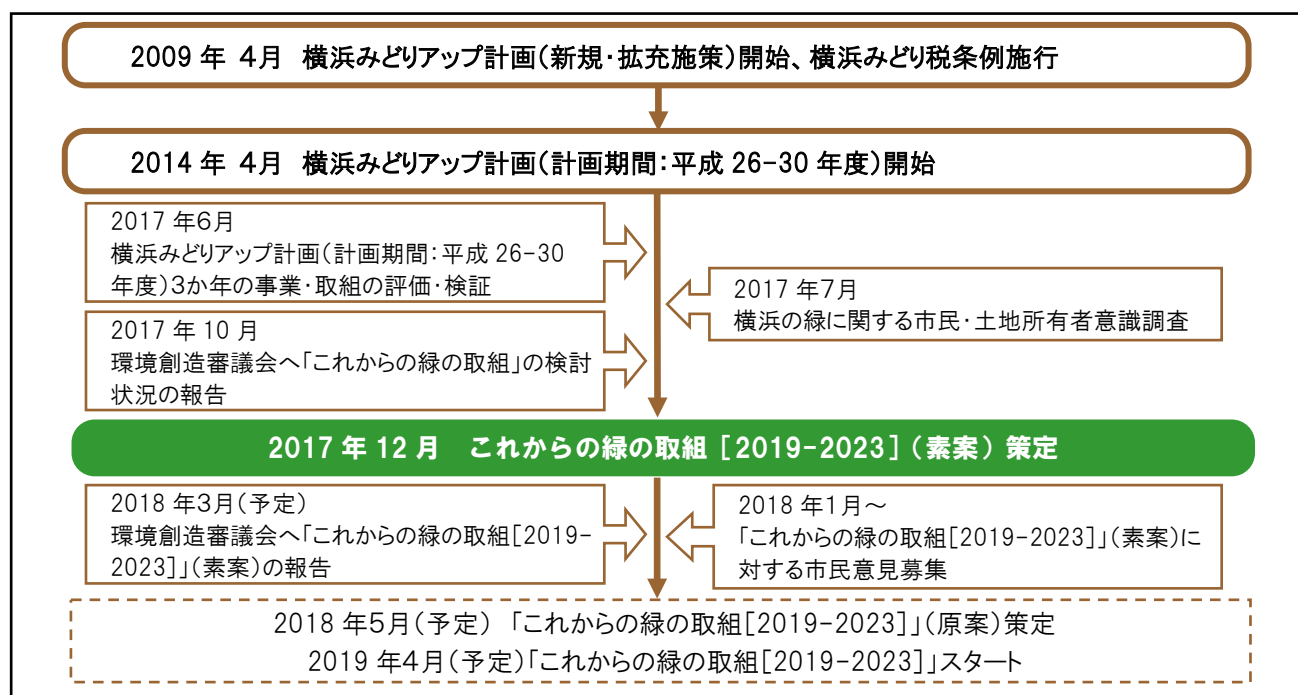 2009 年 4月 横浜みどりアップ計画(新規・拡充施策)開始、横浜みどり税条例施行
2014 年 4月 横浜みどりアップ計画(計画期間:平成 26-30 年度)開始
2017 年6月
横浜みどりアップ計画(計画期間:平成 26-30
年度)3か年の事業・取組の評価・検証
2017 年7月
横浜の緑に関する市民・土地所有者意識調査
2017 年 10 月
環境創造審議会へ「これからの緑の取組」の検討
状況の報告
2017 年 12 月 これからの緑の取組 [2019-2023] (素案) 策定
2018 年3月(予定)
環境創造審議会へ「これからの緑の取組[2019-
2023]」(素案)の報告
2018 年1月~
「これからの緑の取組[2019-2023]」(素案)に
対する市民意見募集
2018 年5月(予定) 「これからの緑の取組[2019-2023]」(原案)策定
2019 年4月(予定)「これからの緑の取組[2019-2023]」スタート